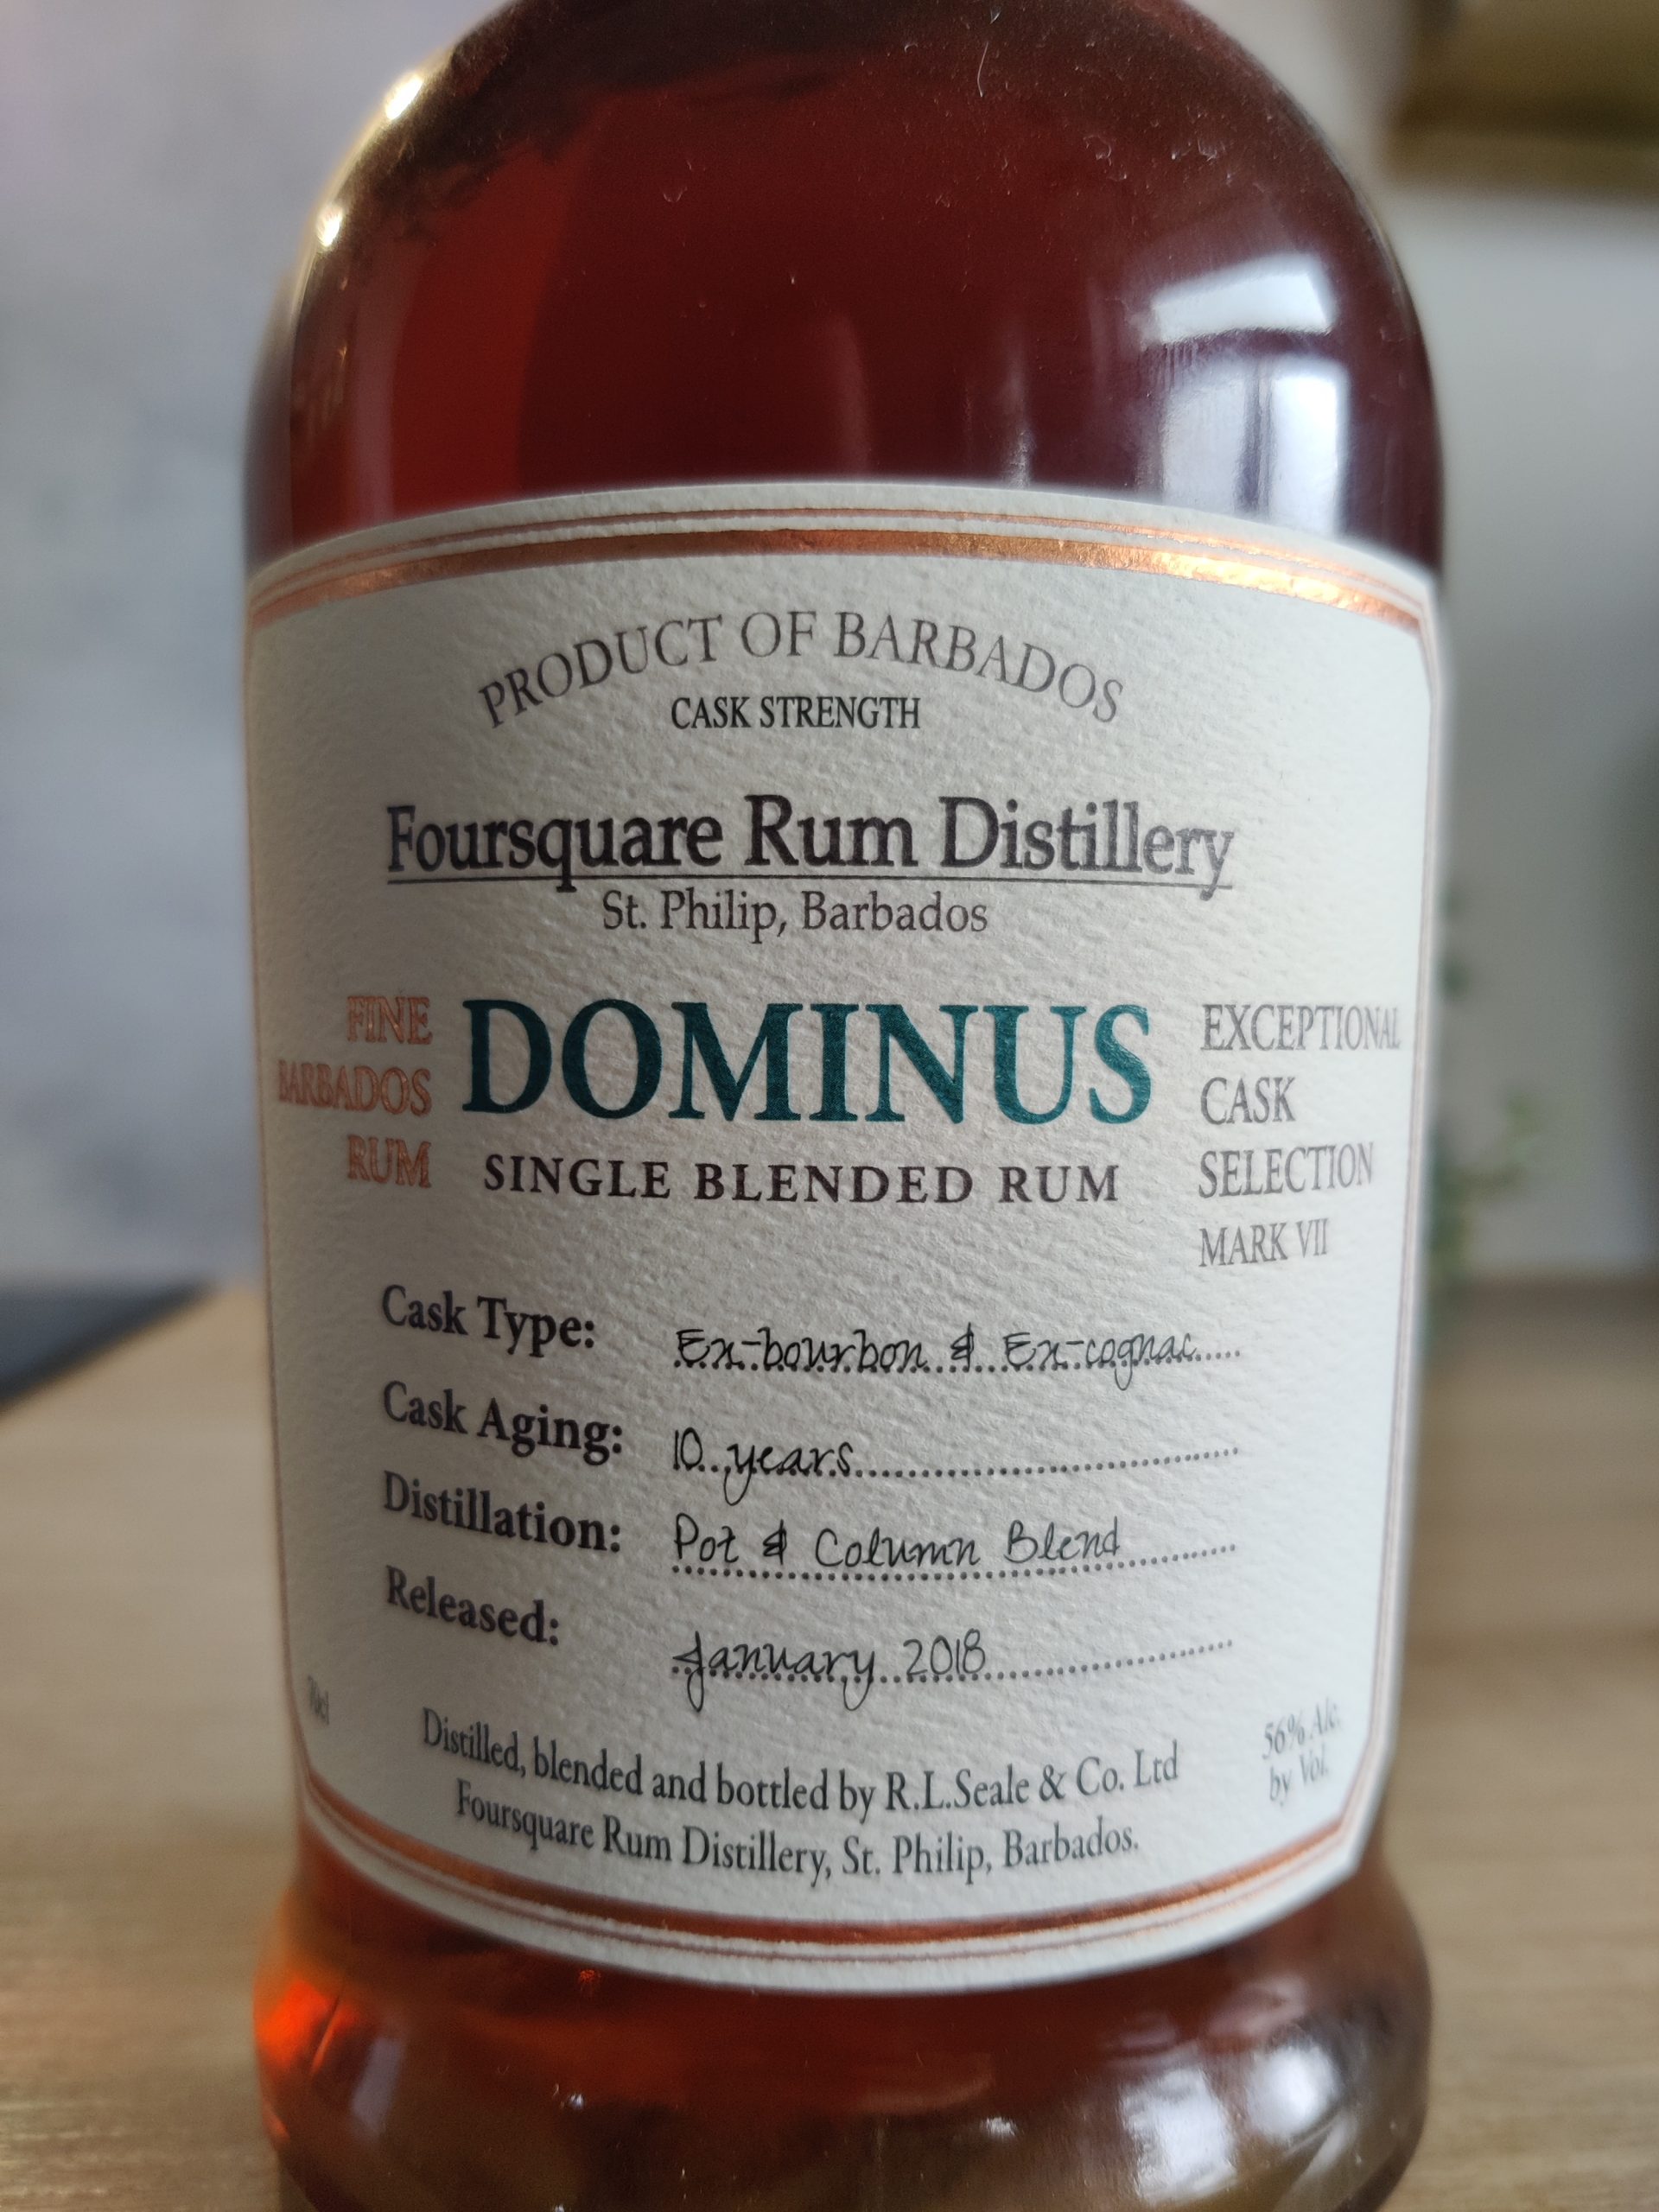 PRODUCT OF BARBADOS
CASK STRENGTH
Foursquare Rum Distillery
St. Philip, Barbados
FINE
BARBADOS
RUM
DOMINUS
SINGLE BLENDED RUM
EXCEPTIONAL
CASK
SELECTION
MARK VII
Cask Type: Ex-bourbon & Ex-cognac
Cask Aging: 10 years
Distillation: Pot & Column Blend
Released: January 2018
70cl
Distilled, blended and bottled by R.L.Seale & Co. Ltd
Foursquare Rum Distillery, St. Philip, Barbados.
56% Alc.
by Vol.